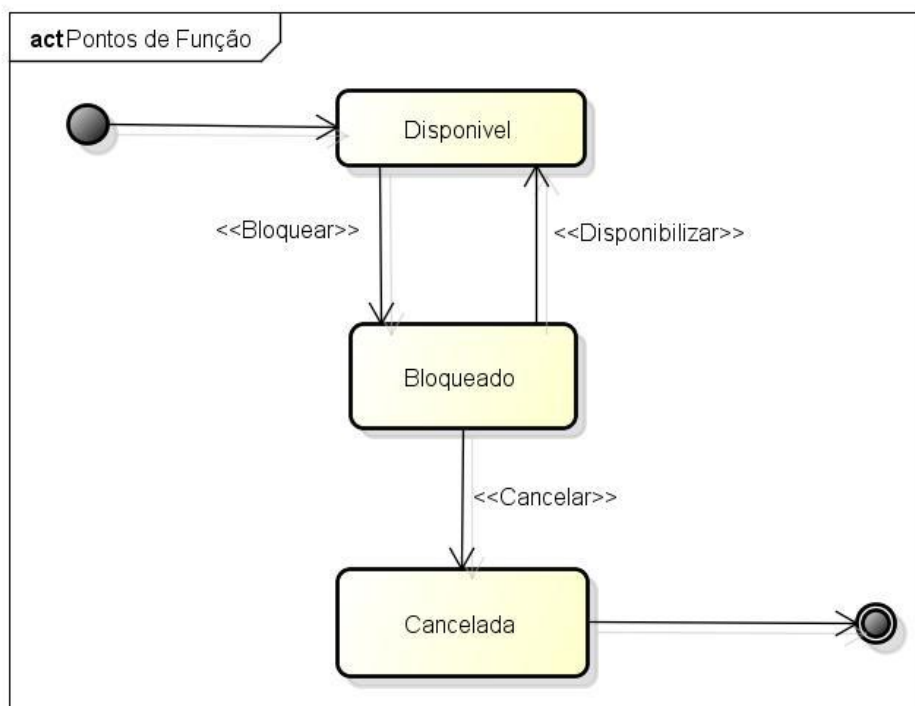 act Pontos de Função
Disponivel
<<Bloquear>>
<<Disponibilizar>>
Bloqueado
<<Cancelar>>
Cancelada